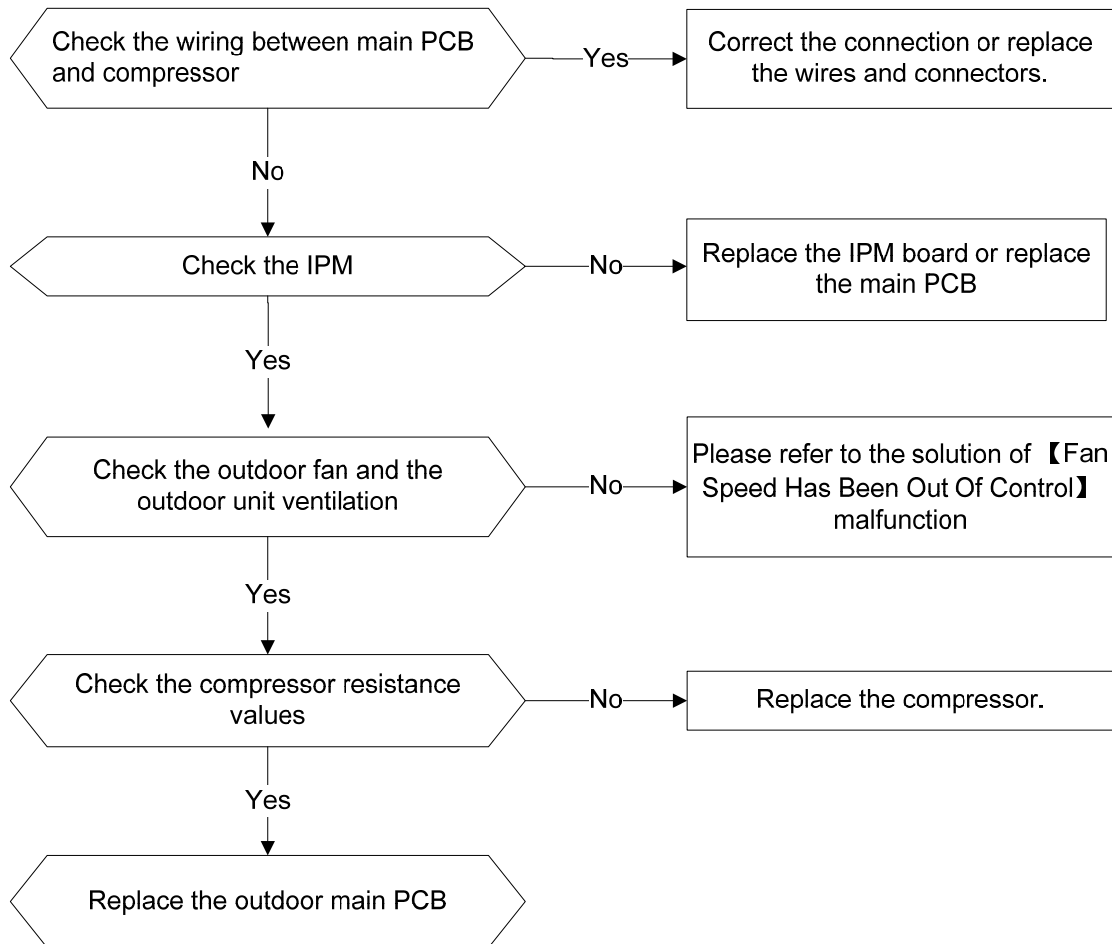 Check the wiring between main PCB
and compressor
Yes
Correct the connection or replace
the wires and connectors.
No
Check the IPM
No
Replace the IPM board or replace
the main PCB
Yes
Check the outdoor fan and the
outdoor unit ventilation
No
Please refer to the solution of 【Fan
Speed Has Been Out Of Control】
malfunction
Yes
Check the compressor resistance
values
No
Replace the compressor.
Yes
Replace the outdoor main PCB